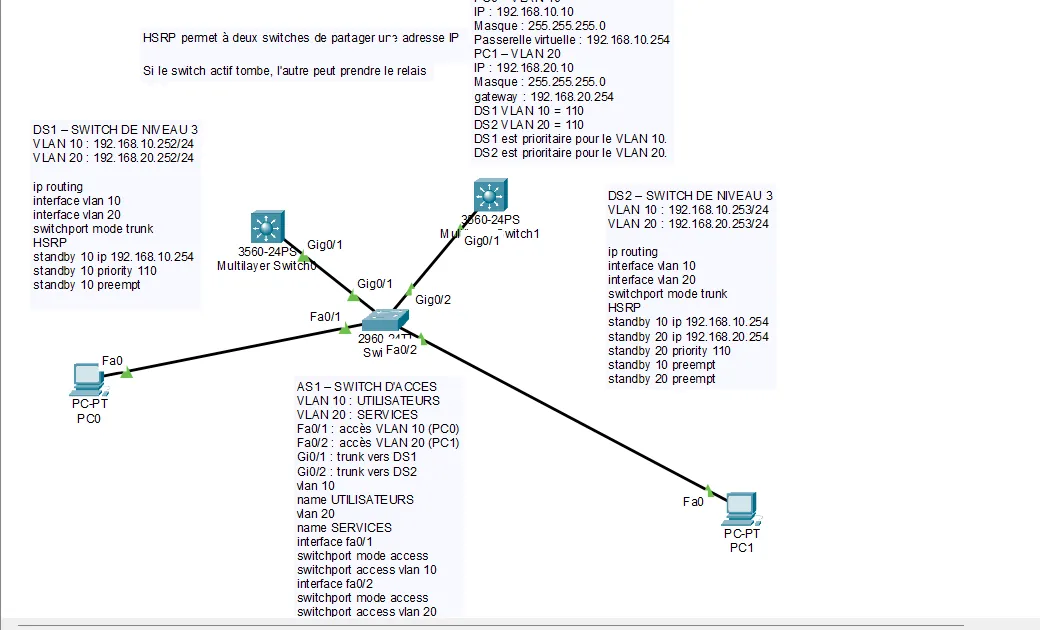 HSRP permet à deux switches de partager une adresse IP
Si le switch actif tombe, l'autre peut prendre le relais
IP : 192.168.10.10
Masque : 255.255.255.0
Passerelle virtuelle : 192.168.10.254
PC1 – VLAN 20
IP : 192.168.20.10
Masque : 255.255.255.0
gateway : 192.168.20.254
DS1 VLAN 10 = 110
DS2 VLAN 20 = 110
DS1 est prioritaire pour le VLAN 10.
DS2 est prioritaire pour le VLAN 20.
DS1 – SWITCH DE NIVEAU 3
VLAN 10 : 192.168.10.252/24
VLAN 20 : 192.168.20.252/24
ip routing
interface vlan 10
interface vlan 20
switchport mode trunk
HSRP
standby 10 ip 192.168.10.254
standby 10 priority 110
standby 10 preempt
3560-24PS
Multilayer Switch0
Gig0/1
3560-24PS
Gig0/1
DS2 – SWITCH DE NIVEAU 3
VLAN 10 : 192.168.10.253/24
VLAN 20 : 192.168.20.253/24
ip routing
interface vlan 10
interface vlan 20
switchport mode trunk
HSRP
standby 10 ip 192.168.10.254
standby 20 ip 192.168.20.254
standby 20 priority 110
standby 10 preempt
standby 20 preempt
Gig0/1
Gig0/2
Fa0/1
Fa0/2
Fa0
PC-PT
PC0
AS1 – SWITCH D'ACCES
VLAN 10 : UTILISATEURS
VLAN 20 : SERVICES
Fa0/1 : accès VLAN 10 (PC0)
Fa0/2 : accès VLAN 20 (PC1)
Gi0/1 : trunk vers DS1
Gi0/2 : trunk vers DS2
vlan 10
name UTILISATEURS
vlan 20
name SERVICES
interface fa0/1
switchport mode access
switchport access vlan 10
interface fa0/2
switchport mode access
switchport access vlan 20
Fa0
PC-PT
PC1